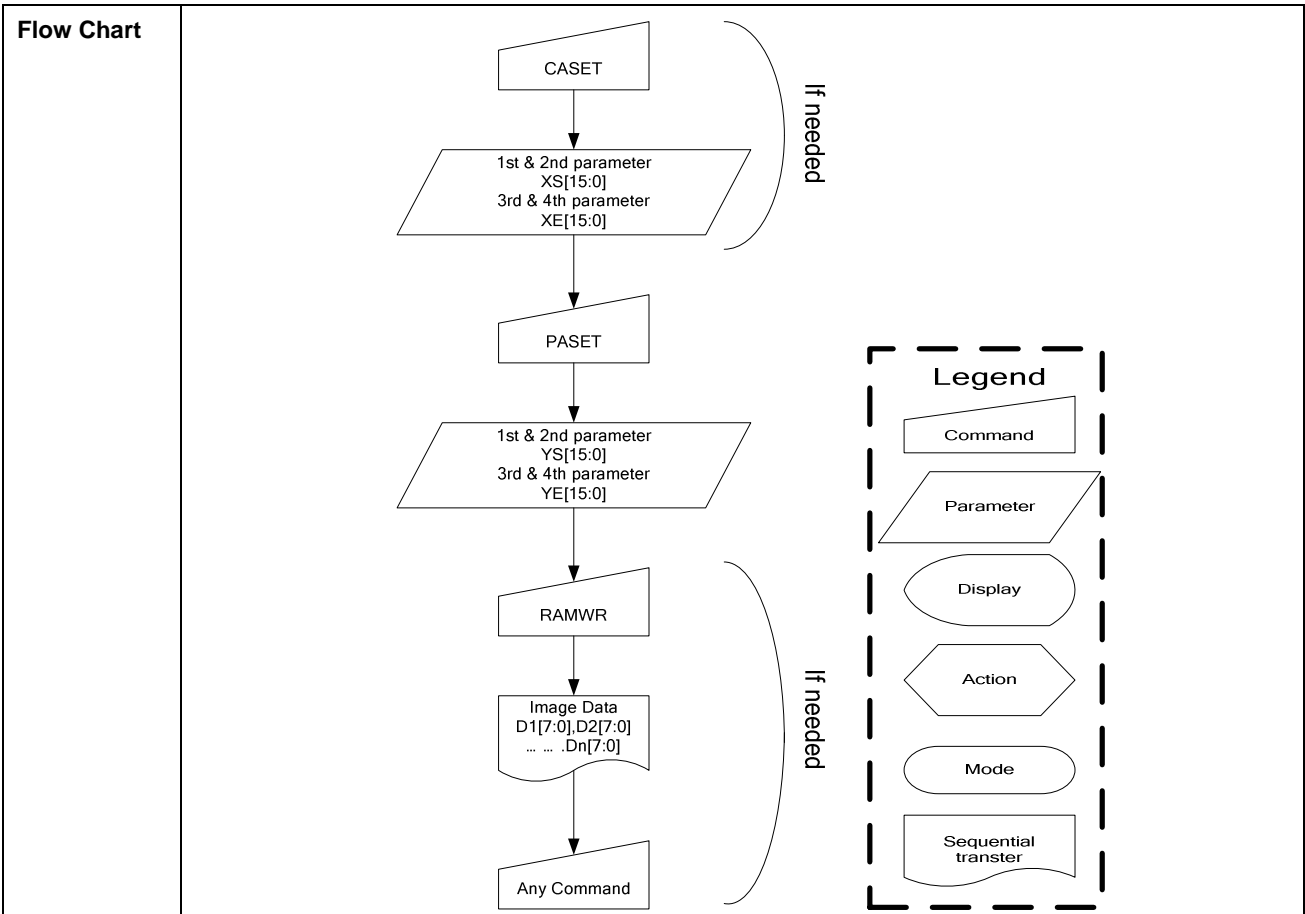 Flow Chart
CASET
1st & 2nd parameter
XS[15:0]
3rd & 4th parameter
XE[15:0]
If needed
PASET
1st & 2nd parameter
YS[15:0]
3rd & 4th parameter
YE[15:0]
RAMWR
Image Data
D1[7:0],D2[7:0]
... ... .Dn[7:0]
Any Command
If needed
Legend
Command
Parameter
Display
Action
Mode
Sequential
transter